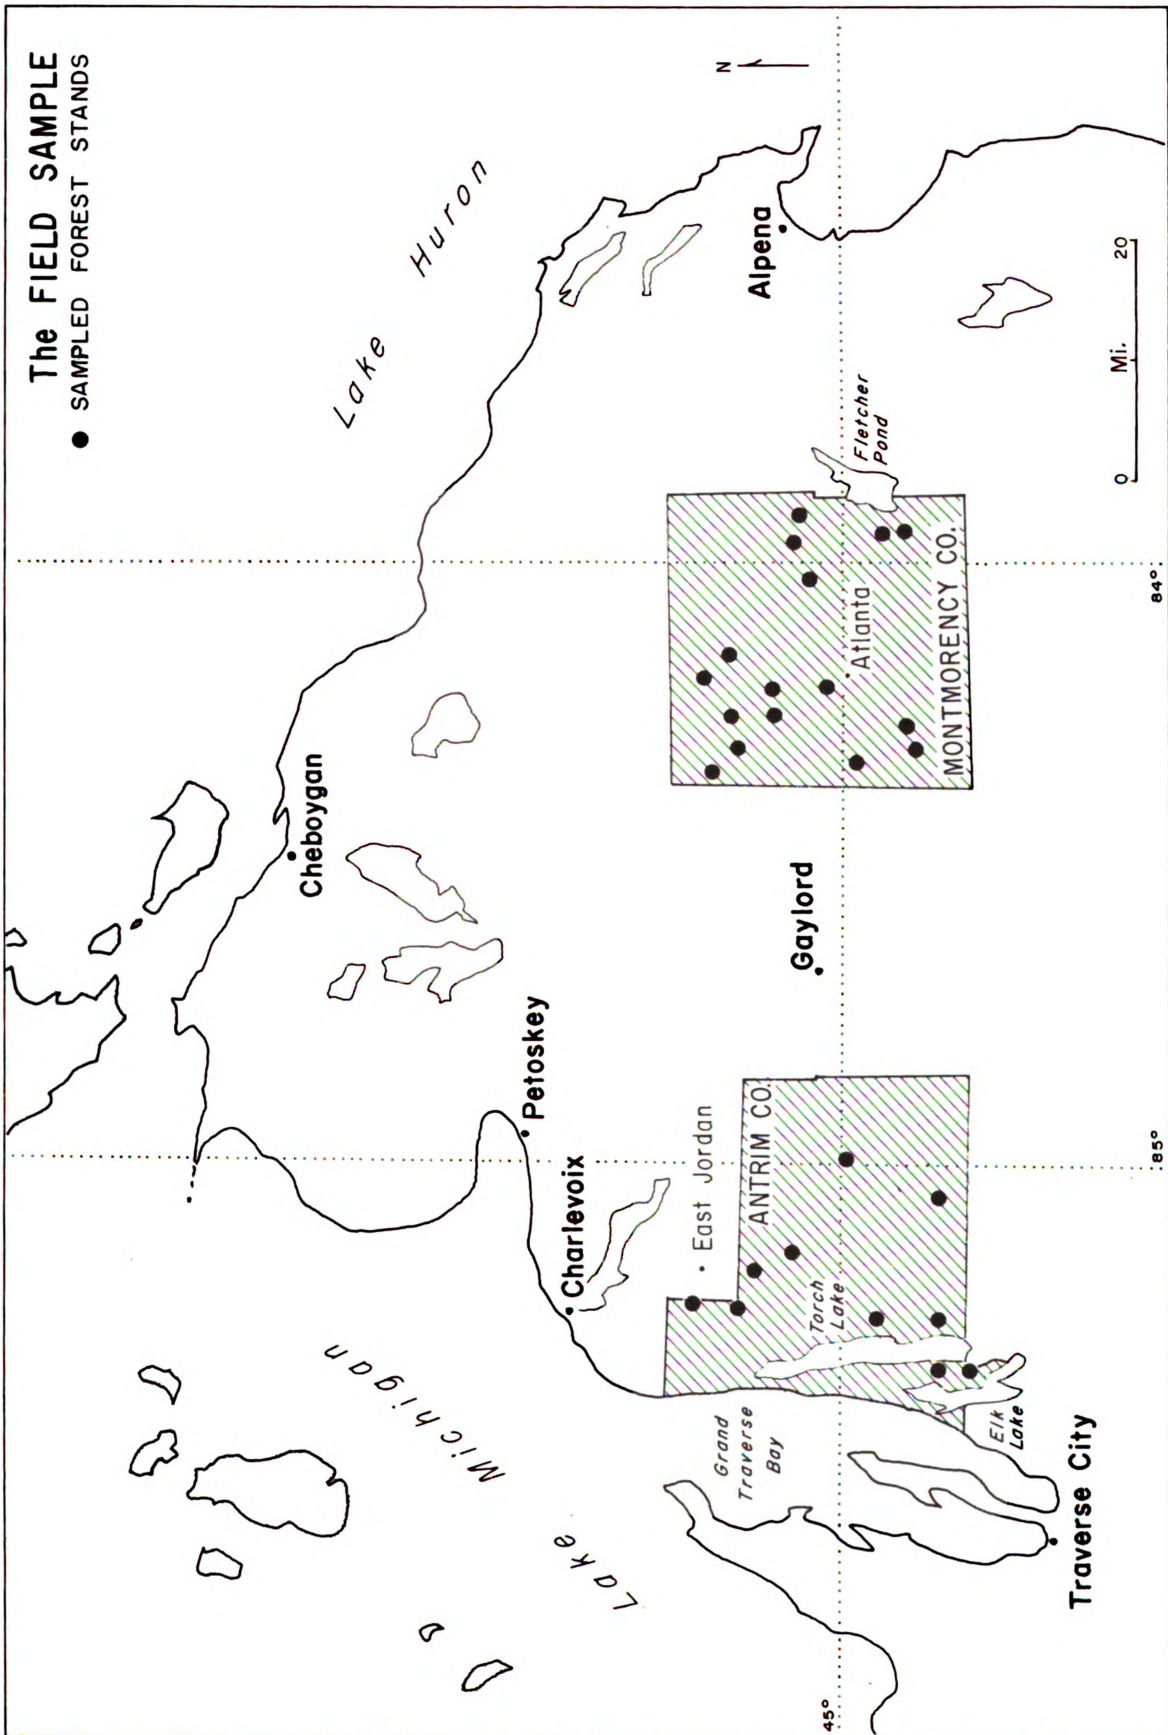 The FIELD SAMPLE
● SAMPLED FOREST STANDS
Lake Huron
N
Cheboygan
Lake Michigan
Petoskey
Charlevoix
East Jordan
ANTRIM CO.
Torch
Lake
Grand
Traverse
Bay
Elk
Lake
Traverse City
Gaylord
Alpena
Fletcher
Pond
Atlanta
MONTMORENCY CO.
0 Mi. 20
45°
85°
84°